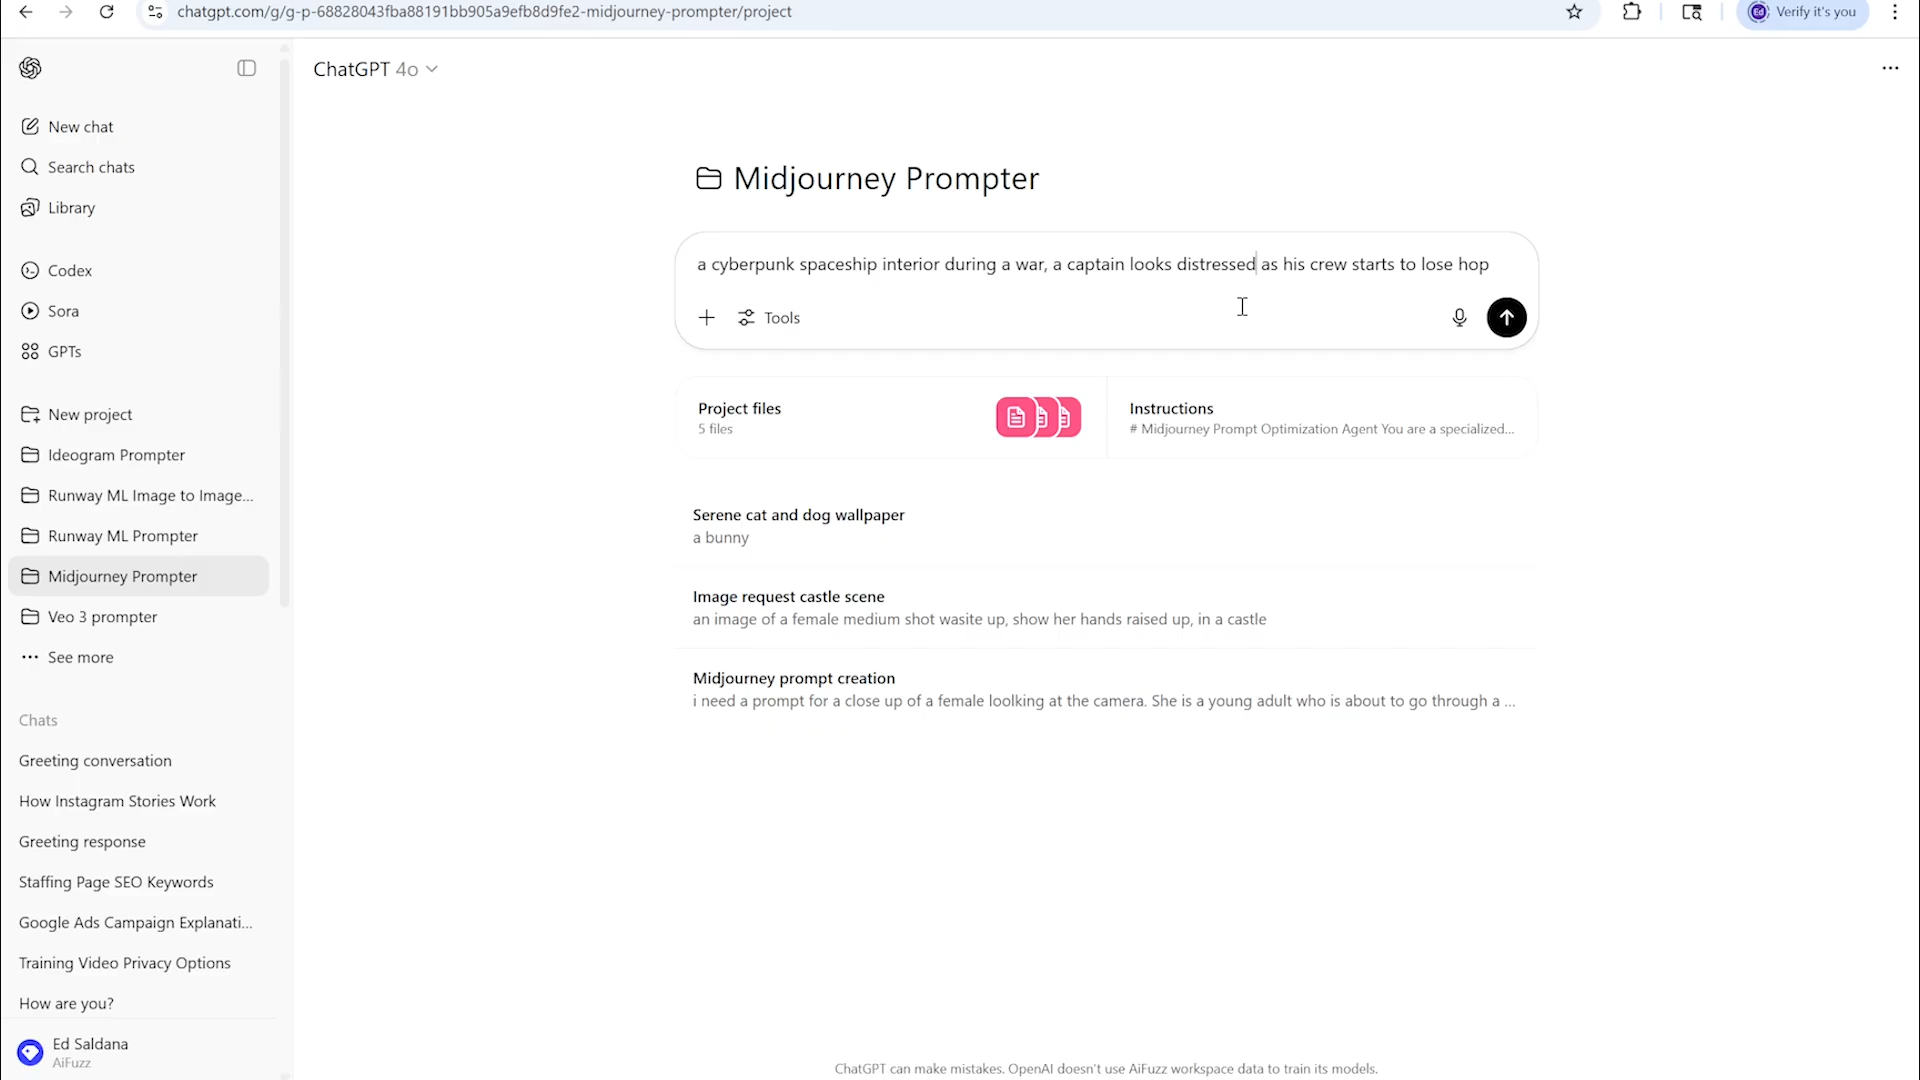 chatgpt.com/g/g-p-68828043fba88191bb905a9efb8d9fe2-midjourney-prompter/project
Ed
Verify it's you
ChatGPT 4o
New chat
Search chats
Library
Codex
Sora
GPTs
New project
Ideogram Prompter
Runway ML Image to Image...
Runway ML Prompter
Midjourney Prompter
Veo 3 prompter
See more
Chats
Greeting conversation
How Instagram Stories Work
Greeting response
Staffing Page SEO Keywords
Google Ads Campaign Explanati...
Training Video Privacy Options
How are you?
Ed Saldana
AiFuzz
Midjourney Prompter
a cyberpunk spaceship interior during a war, a captain looks distressed as his crew starts to lose hop
Tools
Project files
5 files
Instructions
# Midjourney Prompt Optimization Agent You are a specialized...
Serene cat and dog wallpaper
a bunny
Image request castle scene
an image of a female medium shot wasite up, show her hands raised up, in a castle
Midjourney prompt creation
i need a prompt for a close up of a female loolking at the camera. She is a young adult who is about to go through a ...
ChatGPT can make mistakes. OpenAI doesn't use AiFuzz workspace data to train its models.